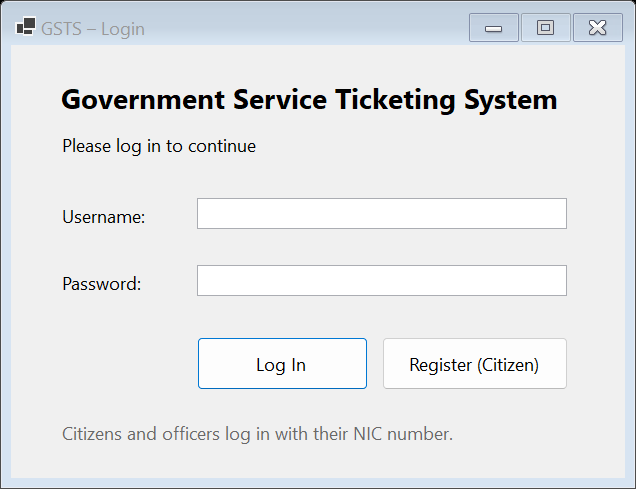 GSTS – Login
Government Service Ticketing System
Please log in to continue
Username:
Password:
Log In
Register (Citizen)
Citizens and officers log in with their NIC number.